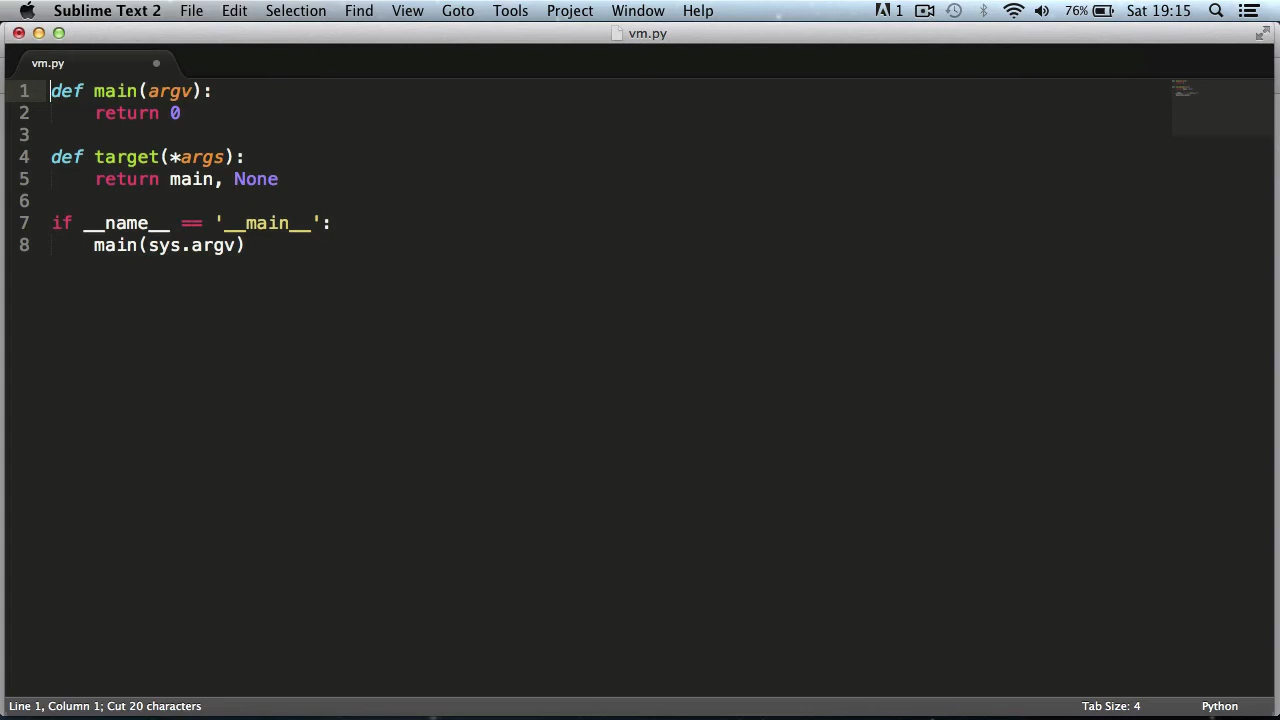 Sublime Text 2 File Edit Selection Find View Goto Tools Project Window Help 1 76% Sat 19:15
vm.py
vm.py
1 def main(argv):
2     return 0
3
4 def target(*args):
5     return main, None
6
7 if __name__ == '__main__':
8     main(sys.argv)
Line 1, Column 1; Cut 20 characters Tab Size: 4 Python